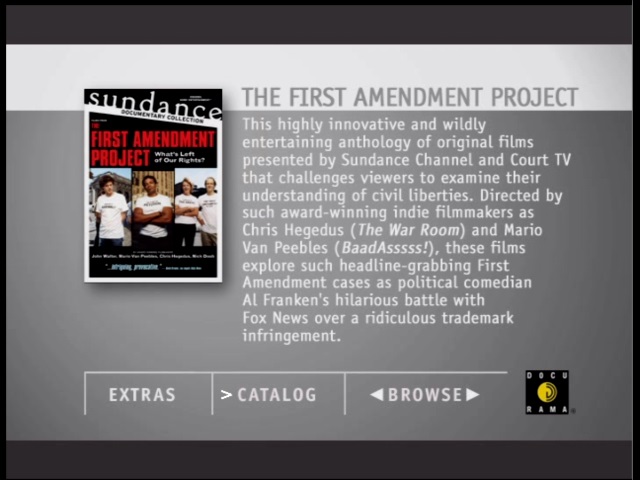 sundance
DOCUMENTARY COLLECTION
THE
FIRST AMENDMENT
PROJECT
What's Left
of Our Rights?
John Walter, Mario Van Peebles, Chris Hegedus, Nick Doob
"...intriguing, provocative."
THE FIRST AMENDMENT PROJECT
This highly innovative and wildly
entertaining anthology of original films
presented by Sundance Channel and Court TV
that challenges viewers to examine their
understanding of civil liberties. Directed by
such award-winning indie filmmakers as
Chris Hegedus (The War Room) and Mario
Van Peebles (BaadAsssss!), these films
explore such headline-grabbing First
Amendment cases as political comedian
Al Franken's hilarious battle with
Fox News over a ridiculous trademark
infringement.
EXTRAS >CATALOG ◀BROWSE▶
DOCU
RAMA®